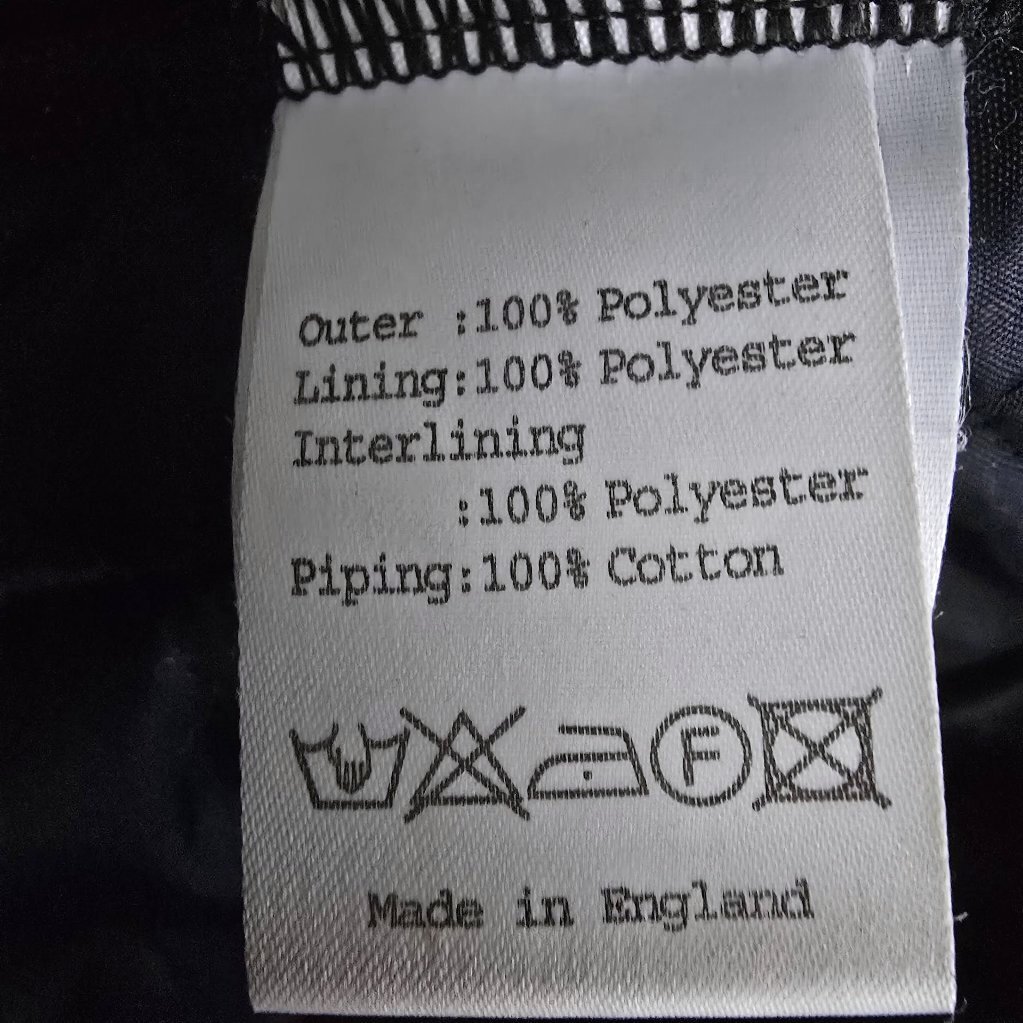 Outer :100% Polyester
Lining:100% Polyester
Interlining
:100% Polyester
Piping:100% Cotton
F
Made in England